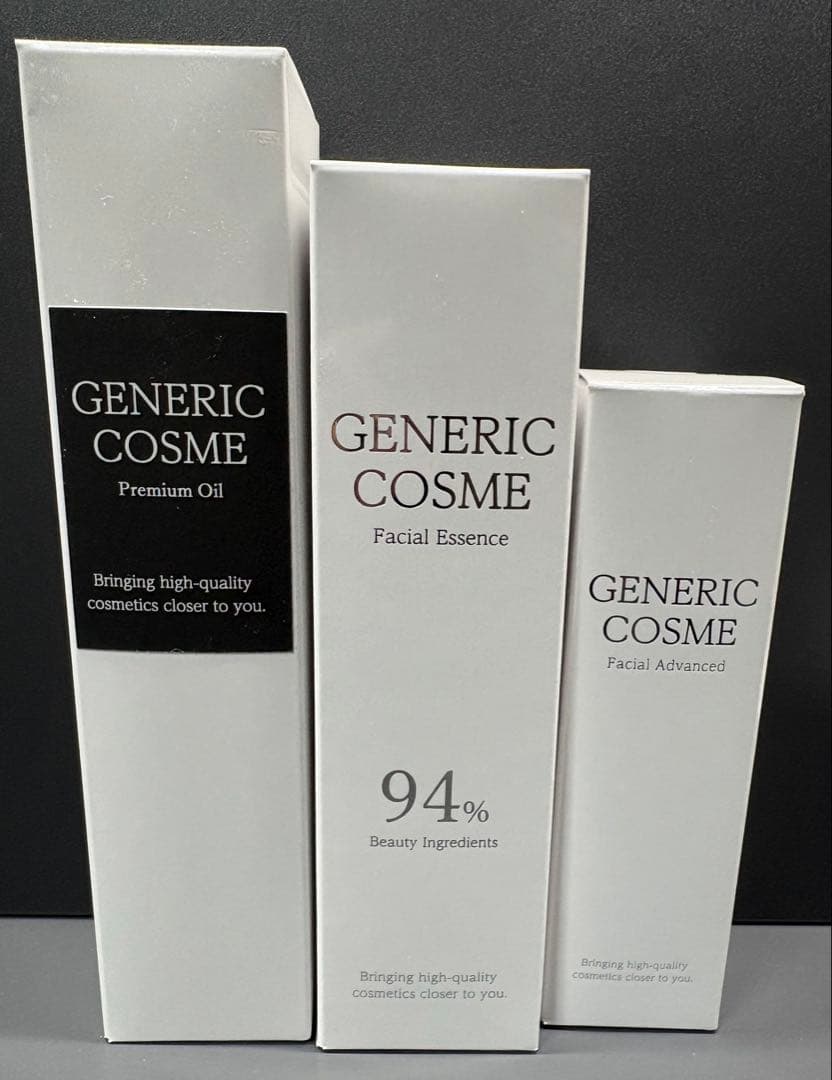 GENERIC
COSME
Premium Oil
Bringing high-quality
cosmetics closer to you.
GENERIC
COSME
Facial Essence
94%
Beauty Ingredients
Bringing high-quality
cosmetics closer to you.
GENERIC
COSME
Facial Advanced
Bringing high-quality
cosmetics closer to you.